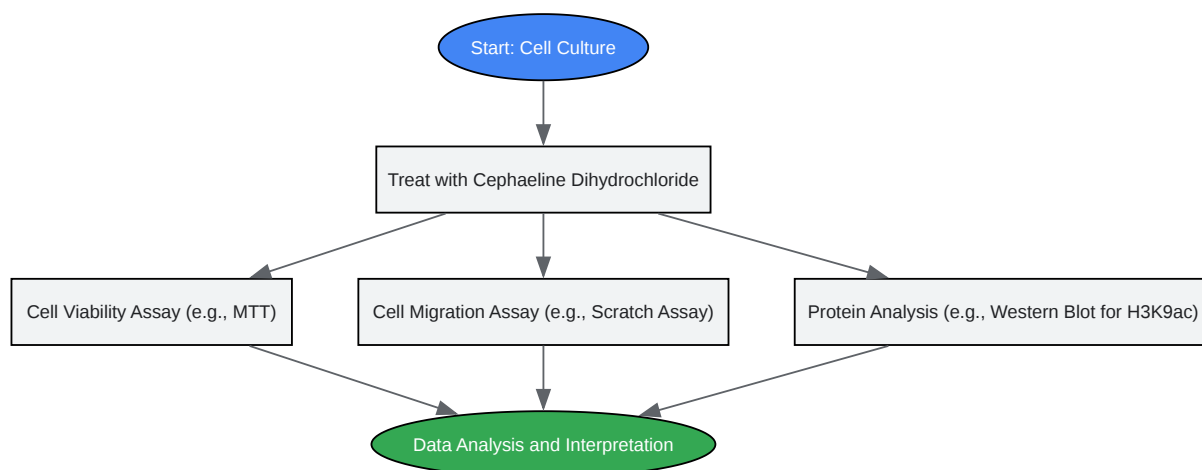 Start: Cell Culture
Treat with Cephaeline Dihydrochloride
Cell Viability Assay (e.g., MTT)
Cell Migration Assay (e.g., Scratch Assay)
Protein Analysis (e.g., Western Blot for H3K9ac)
Data Analysis and Interpretation